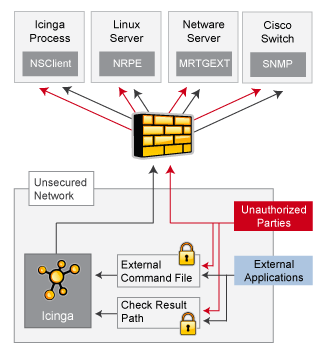 Icinga
Process
NSClient
Linux
Server
NRPE
Netware
Server
MRTGEXT
Cisco
Switch
SNMP
Unsecured
Network
Unauthorized
Parties
External
Applications
External
Command File
Check Result
Path
Icinga